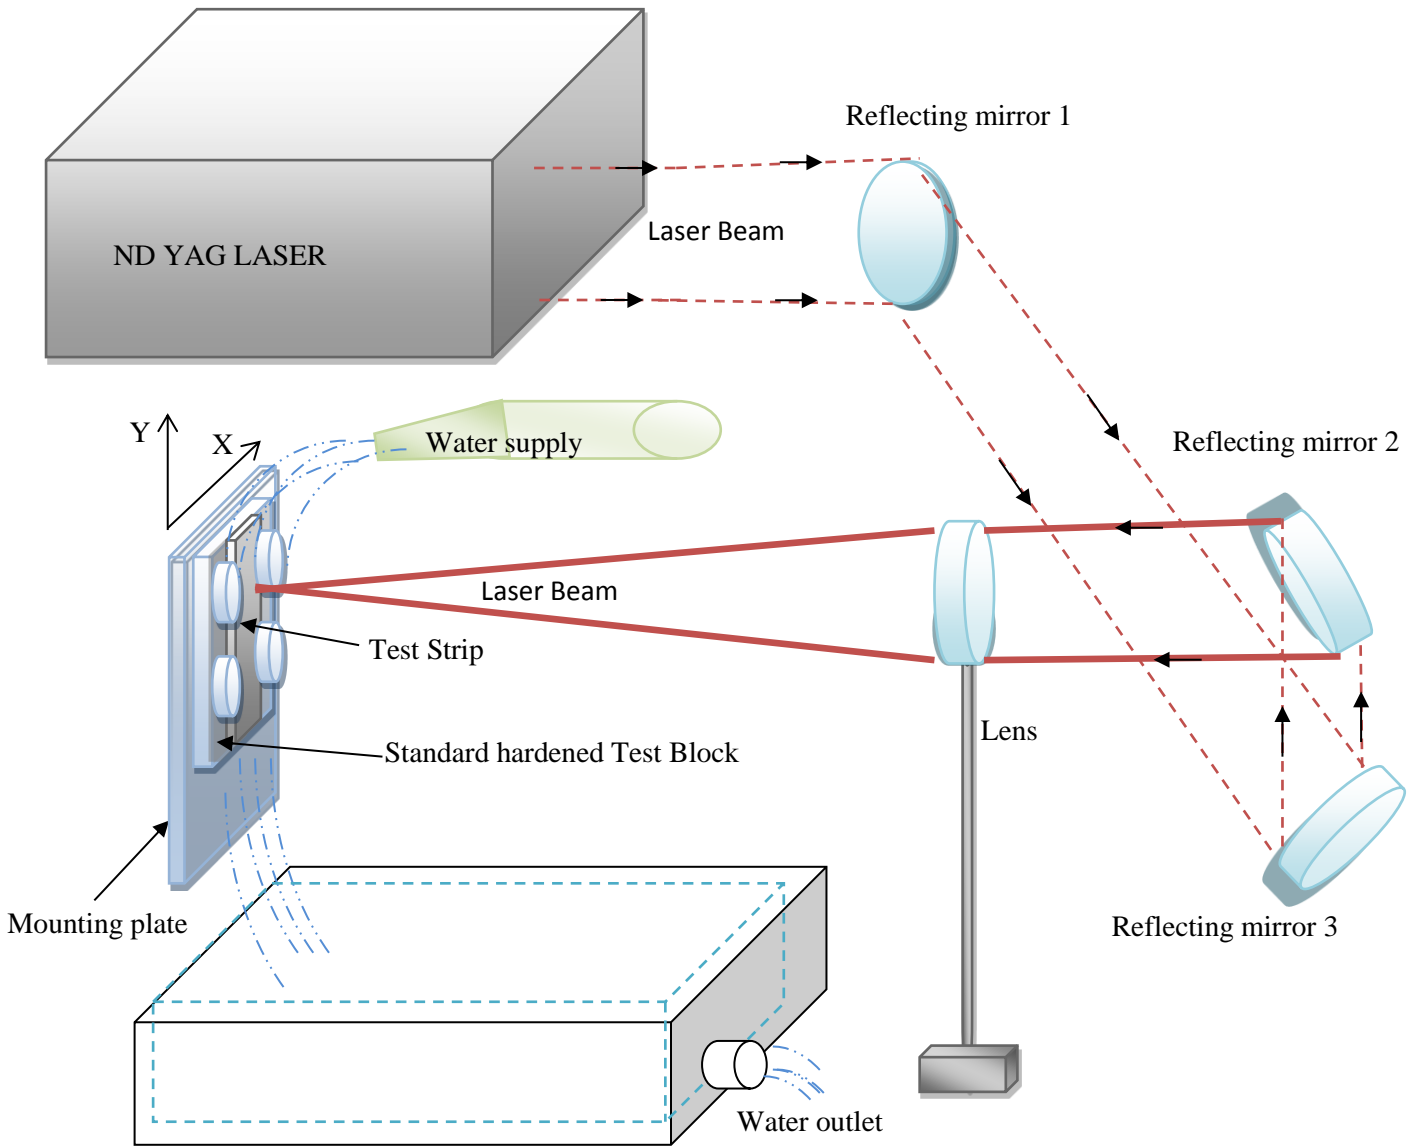 Reflecting mirror 1
Laser Beam
ND YAG LASER
Y
X
Water supply
Reflecting mirror 2
Laser Beam
Test Strip
Lens
Standard hardened Test Block
Mounting plate
Reflecting mirror 3
Water outlet